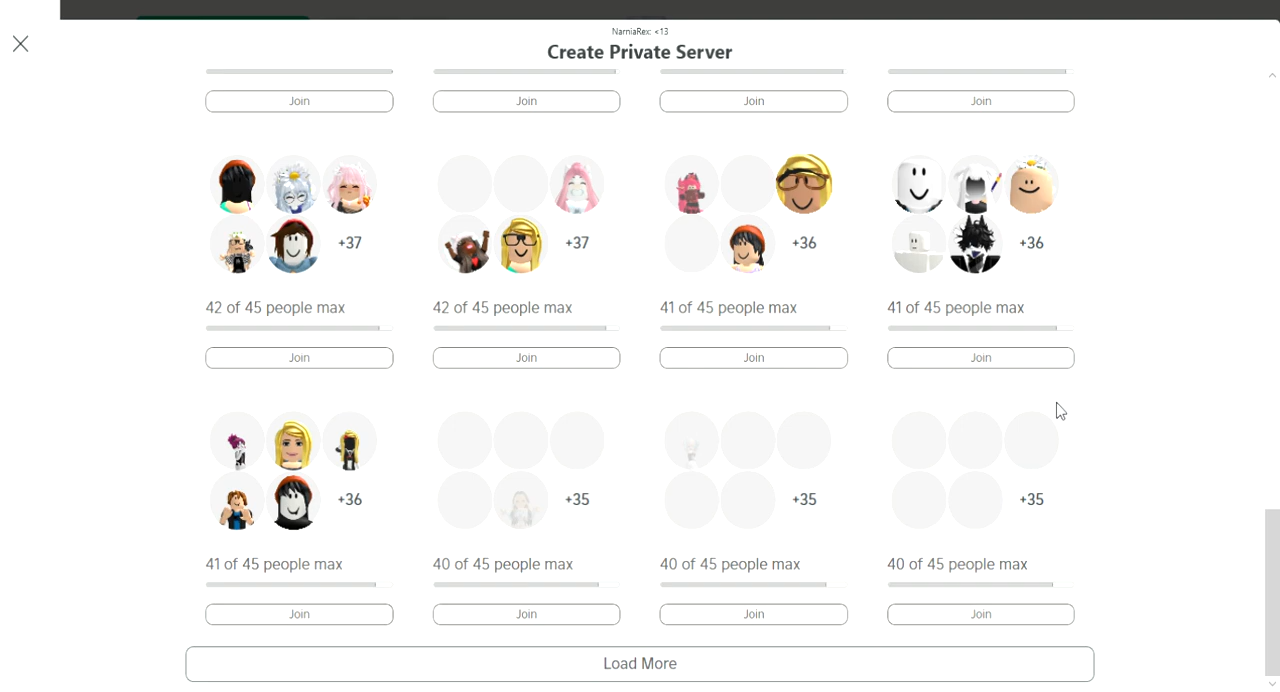 NarniaRex: <13
Create Private Server
Join Join Join Join
+37 +37 +36 +36
42 of 45 people max 42 of 45 people max 41 of 45 people max 41 of 45 people max
Join Join Join Join
+36 +35 +35 +35
41 of 45 people max 40 of 45 people max 40 of 45 people max 40 of 45 people max
Join Join Join Join
Load More